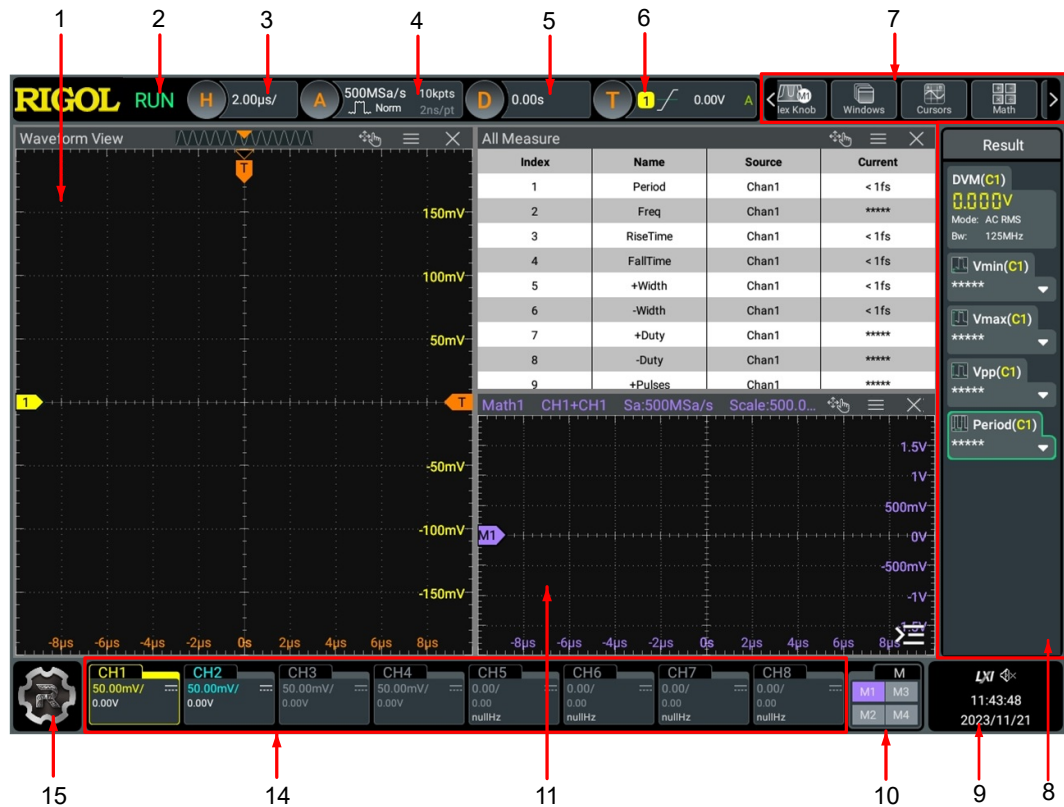 1 2 3 4 5 6 7
RIGOL RUN H 2.00µs/ A 500MSa/s 10kpts Norm 2ns/pt D 0.00s T 1 0.00V A lex Knob M1 Windows Cursors Math
Waveform View
T
150mV
100mV
50mV
1 T
-50mV
-100mV
-150mV
-8µs -6µs -4µs -2µs 0s 2µs 4µs 6µs 8µs
All Measure
Index Name Source Current
1 Period Chan1 < 1fs
2 Freq Chan1 *****
3 RiseTime Chan1 < 1fs
4 FallTime Chan1 < 1fs
5 +Width Chan1 < 1fs
6 -Width Chan1 < 1fs
7 +Duty Chan1 *****
8 -Duty Chan1 *****
9 +Pulses Chan1 *****
Math1 CH1+CH1 Sa:500MSa/s Scale:500.0...
1.5V
1V
500mV
M1 0V
-500mV
-1V
-8µs -6µs -4µs -2µs 0s 2µs 4µs 6µs 8µs
Result
DVM(C1)
0.000V
Mode: AC RMS
Bw: 125MHz
Vmin(C1)
*****
Vmax(C1)
*****
Vpp(C1)
*****
Period(C1)
*****
R
CH1
50.00mV/
0.00V
CH2
50.00mV/
0.00V
CH3
50.00mV/
0.00V
CH4
50.00mV/
0.00V
CH5
0.00/
0.00
nullHz
CH6
0.00/
0.00
nullHz
CH7
0.00/
0.00
nullHz
CH8
0.00/
0.00
nullHz
M
M1 M3
M2 M4
LXI
11:43:48
2023/11/21
15 14 11 10 9 8